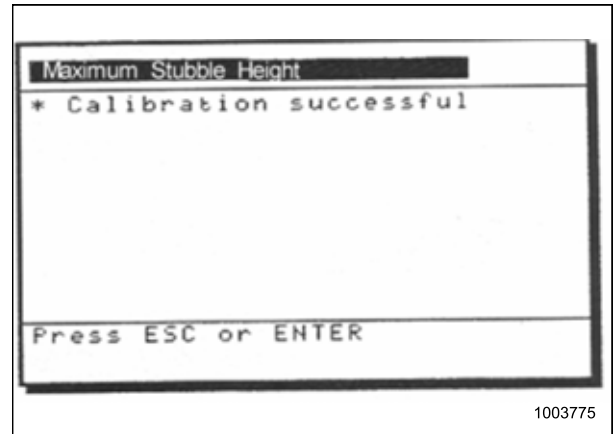 Maximum Stubble Height
* Calibration successful
Press ESC or ENTER
1003775